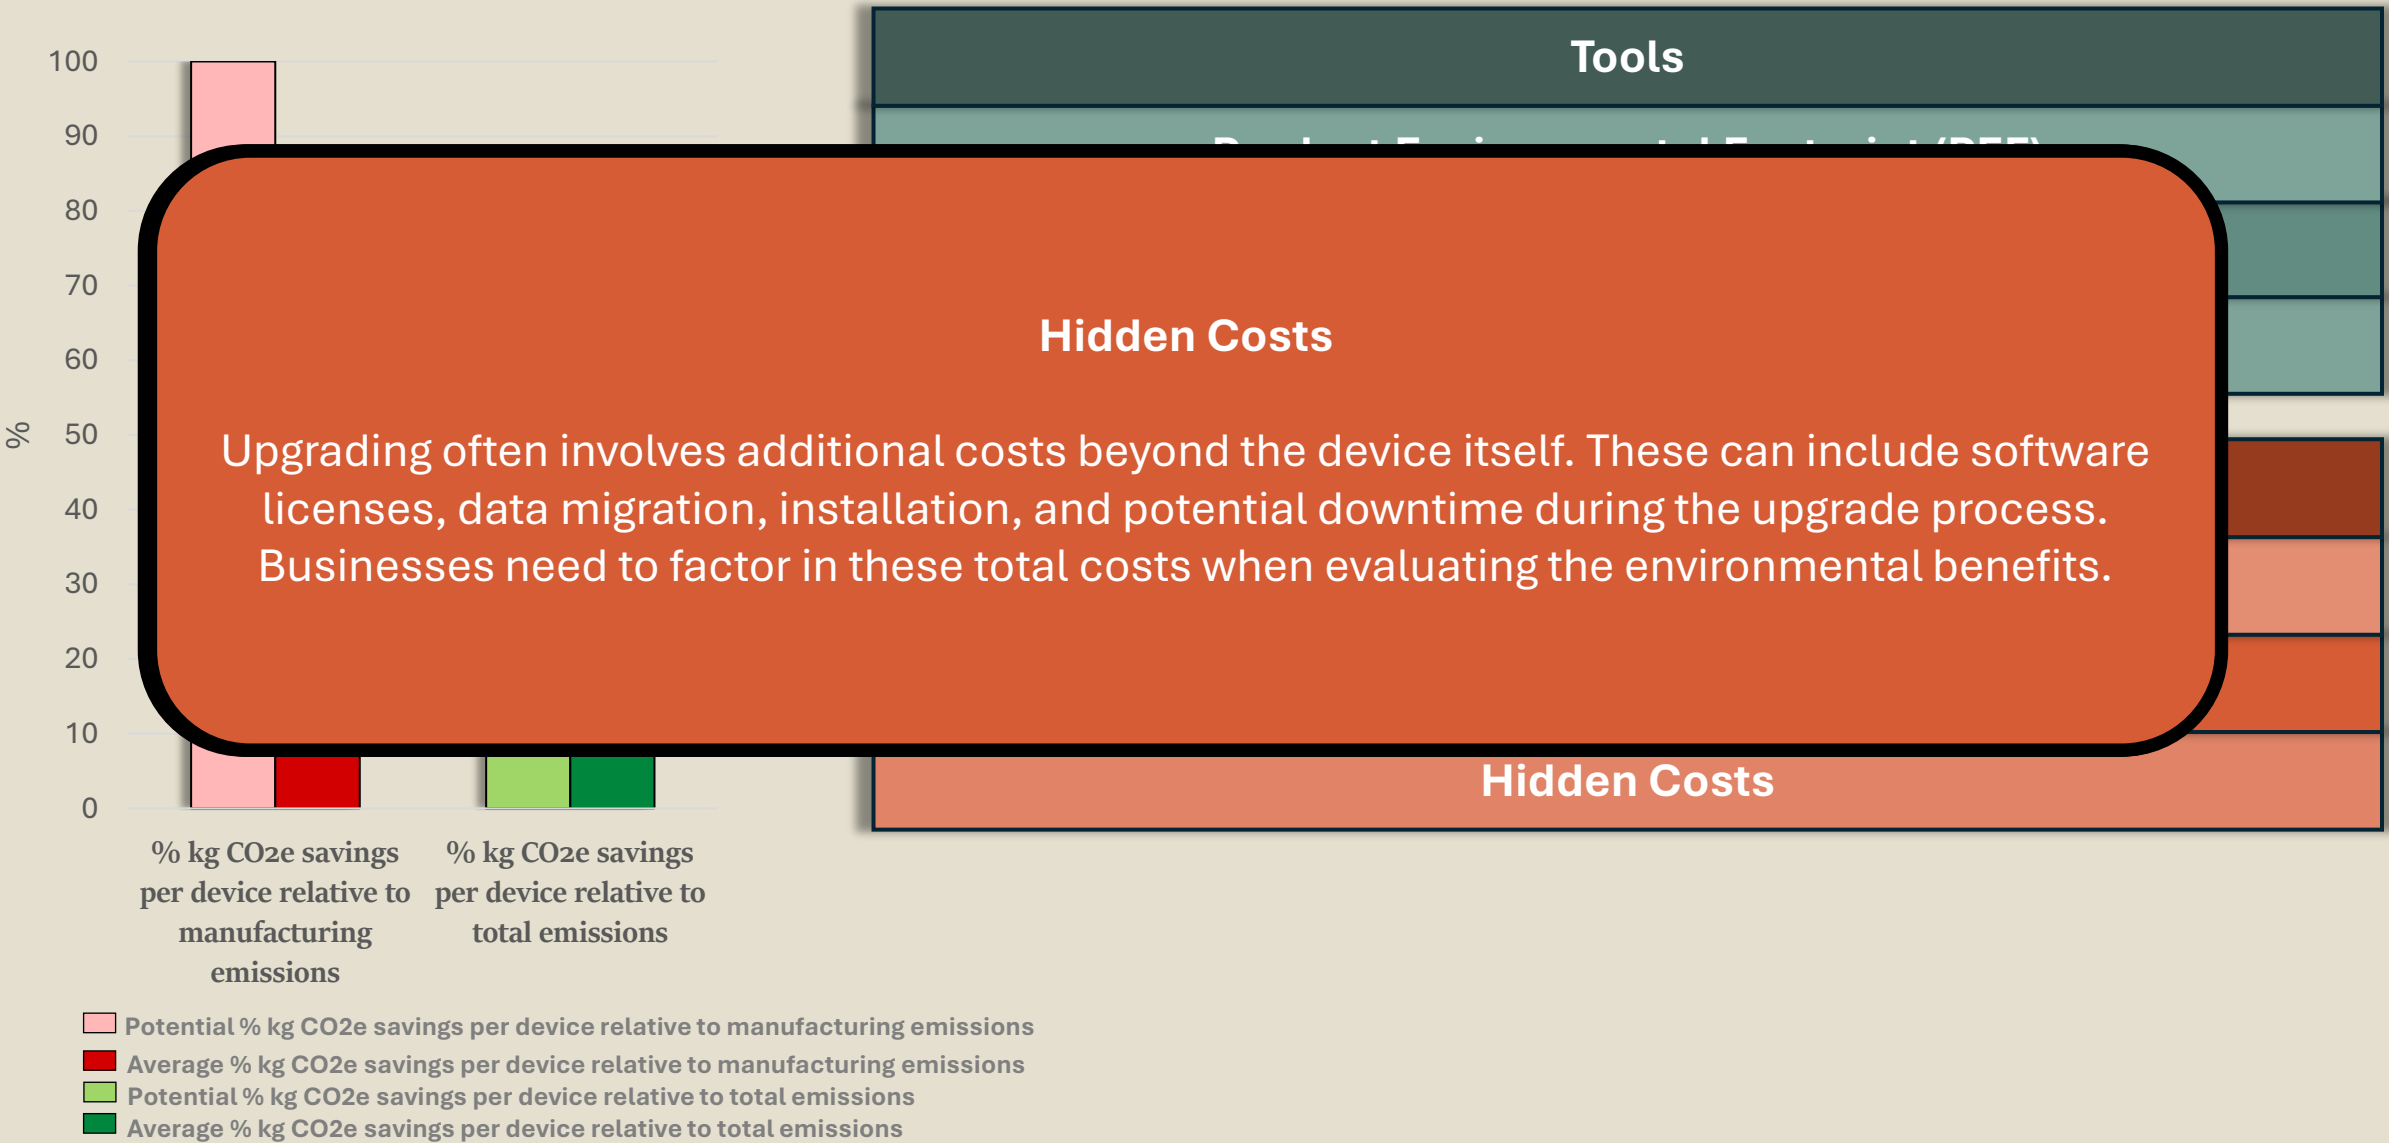 100
90
80
70
60
50
40
30
20
10
0
%
% kg CO2e savings
per device relative to
manufacturing
emissions
% kg CO2e savings
per device relative to
total emissions
Potential % kg CO2e savings per device relative to manufacturing emissions
Average % kg CO2e savings per device relative to manufacturing emissions
Potential % kg CO2e savings per device relative to total emissions
Average % kg CO2e savings per device relative to total emissions
Tools
Hidden Costs
Upgrading often involves additional costs beyond the device itself. These can include software
licenses, data migration, installation, and potential downtime during the upgrade process.
Businesses need to factor in these total costs when evaluating the environmental benefits.
Hidden Costs